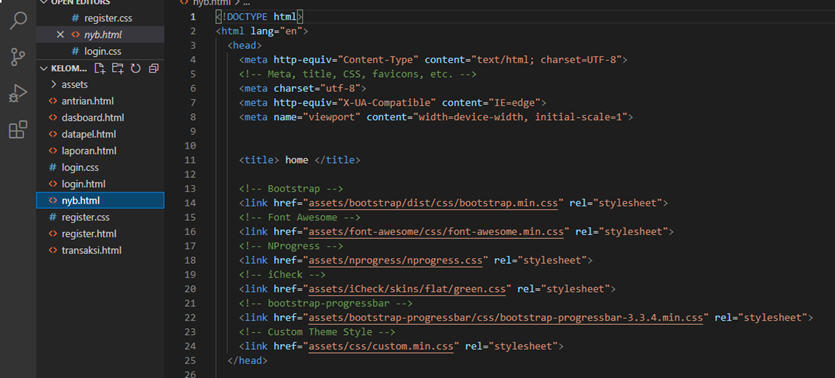 OPEN EDITORS
# register.css
<> nyb.html
# login.css
KELOM...
> assets
<> antrian.html
<> dasboard.html
<> datapel.html
<> laporan.html
# login.css
<> login.html
<> nyb.html
# register.css
<> register.html
<> transaksi.html
<> nyb.html > ...
1 <!DOCTYPE html>
2 <html lang="en">
3 <head>
4 <meta http-equiv="Content-Type" content="text/html; charset=UTF-8">
5 <!-- Meta, title, CSS, favicons, etc. -->
6 <meta charset="utf-8">
7 <meta http-equiv="X-UA-Compatible" content="IE=edge">
8 <meta name="viewport" content="width=device-width, initial-scale=1">
9
10
11 <title> home </title>
12
13 <!-- Bootstrap -->
14 <link href="assets/bootstrap/dist/css/bootstrap.min.css" rel="stylesheet">
15 <!-- Font Awesome -->
16 <link href="assets/font-awesome/css/font-awesome.min.css" rel="stylesheet">
17 <!-- NProgress -->
18 <link href="assets/nprogress/nprogress.css" rel="stylesheet">
19 <!-- iCheck -->
20 <link href="assets/iCheck/skins/flat/green.css" rel="stylesheet">
21 <!-- bootstrap-progressbar -->
22 <link href="assets/bootstrap-progressbar/css/bootstrap-progressbar-3.3.4.min.css" rel="stylesheet">
23 <!-- Custom Theme Style -->
24 <link href="assets/css/custom.min.css" rel="stylesheet">
25 </head>
26